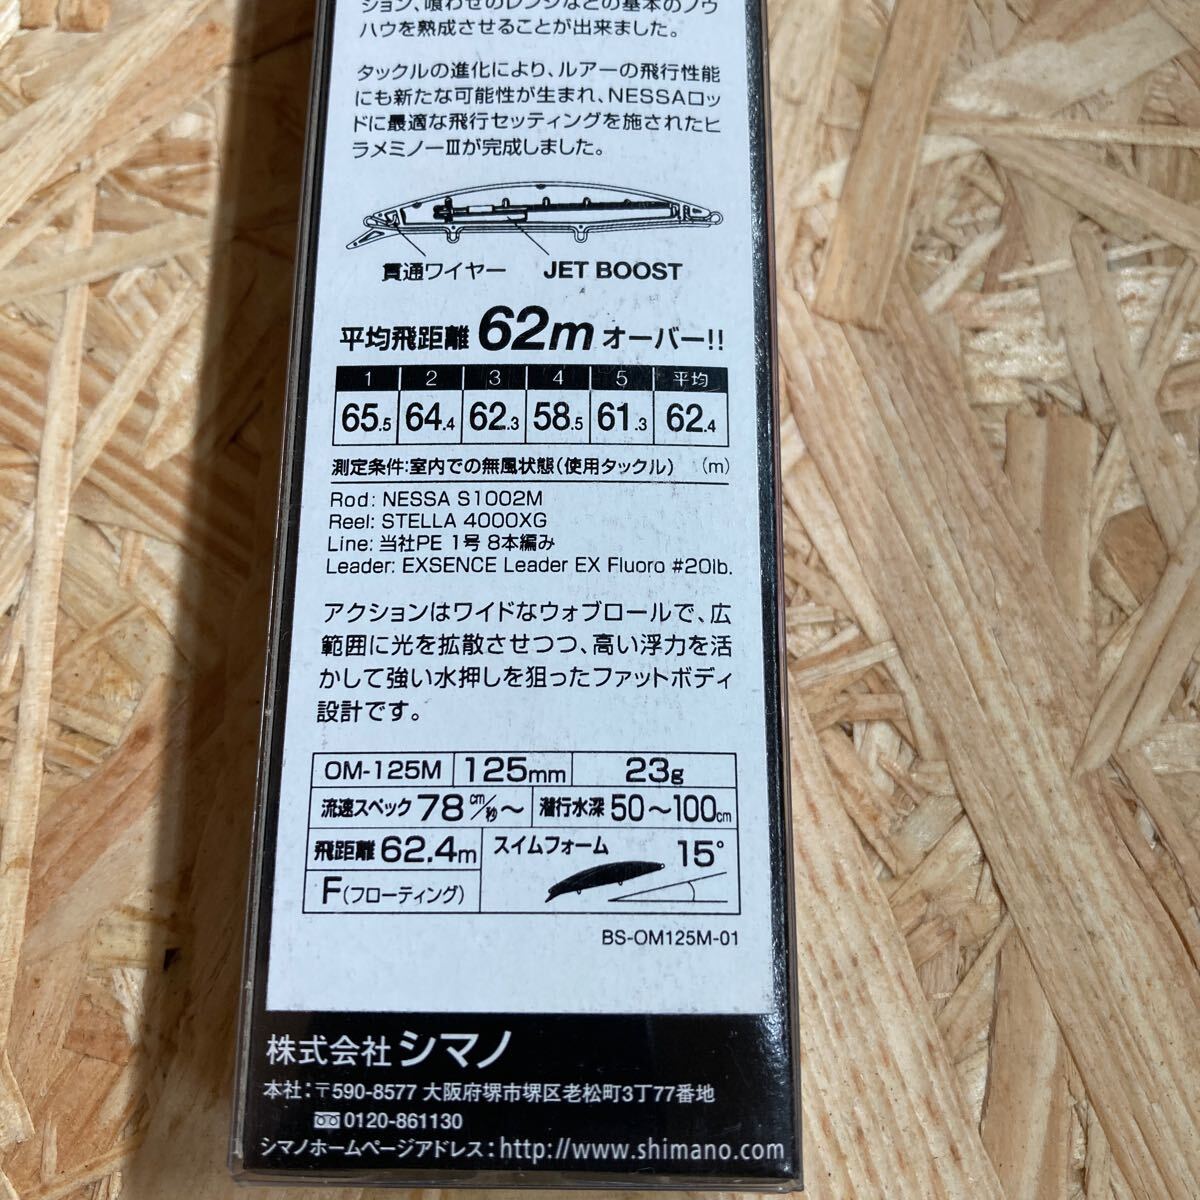 ション、喰わせのレンジなどの基本のノウ
ハウを熟成させることが出来ました。
タックルの進化により、ルアーの飛行性能
にも新たな可能性が生まれ、NESSAロッ
ドに最適な飛行セッティングを施されたヒ
ラメミノーⅢが完成しました。
貫通ワイヤー JET BOOST
平均飛距離 62m オーバー!!
1 2 3 4 5 平均
65.5 64.4 62.3 58.5 61.3 62.4
測定条件:室内での無風状態(使用タックル) (m)
Rod: NESSA S1002M
Reel: STELLA 4000XG
Line: 当社PE 1号 8本編み
Leader: EXSENCE Leader EX Fluoro #20lb.
アクションはワイドなウォブロールで、広
範囲に光を拡散させつつ、高い浮力を活
かして強い水押しを狙ったファットボディ
設計です。
OM-125M 125mm 23g
流速スペック 78cm/秒〜 潜行水深 50〜100cm
飛距離 62.4m スイムフォーム 15°
F(フローティング)
BS-OM125M-01
株式会社 シマノ
本社:〒590-8577 大阪府堺市堺区老松町3丁77番地
0120-861130
シマノホームページアドレス:http://www.shimano.com